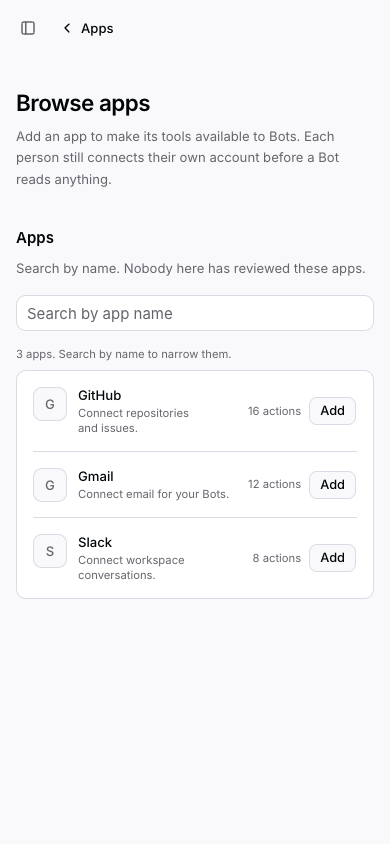 Apps
Browse apps
Add an app to make its tools available to Bots. Each
person still connects their own account before a Bot
reads anything.
Apps
Search by name. Nobody here has reviewed these apps.
Search by app name
3 apps. Search by name to narrow them.
G
GitHub
Connect repositories
and issues.
16 actions
Add
G
Gmail
Connect email for your Bots.
12 actions
Add
S
Slack
Connect workspace
conversations.
8 actions
Add